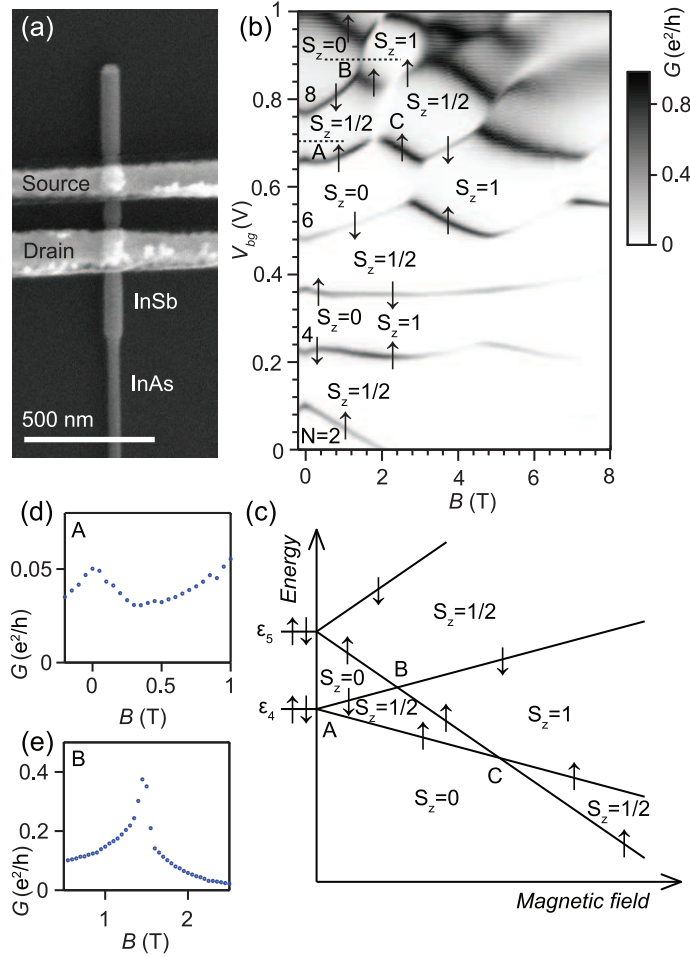 (a)
Source
Drain
InSb
InAs
500 nm
(b)
V_bg (V)
1
0.8
0.6
0.4
0.2
0
S_z=0
S_z=1
B
8
S_z=1/2
S_z=1/2
C
A
S_z=0
S_z=1
6
S_z=1/2
S_z=0
S_z=1
4
S_z=1/2
N=2
0
2
4
6
8
B (T)
G (e²/h)
0.8
0.4
0
(d)
A
G (e²/h)
0.05
0
0
0.5
1
B (T)
(e)
B
G (e²/h)
0.4
0.2
0
1
2
B (T)
(c)
Energy
ε₅
ε₄
S_z=1/2
S_z=0
B
S_z=1/2
A
S_z=1
C
S_z=0
S_z=1/2
Magnetic field